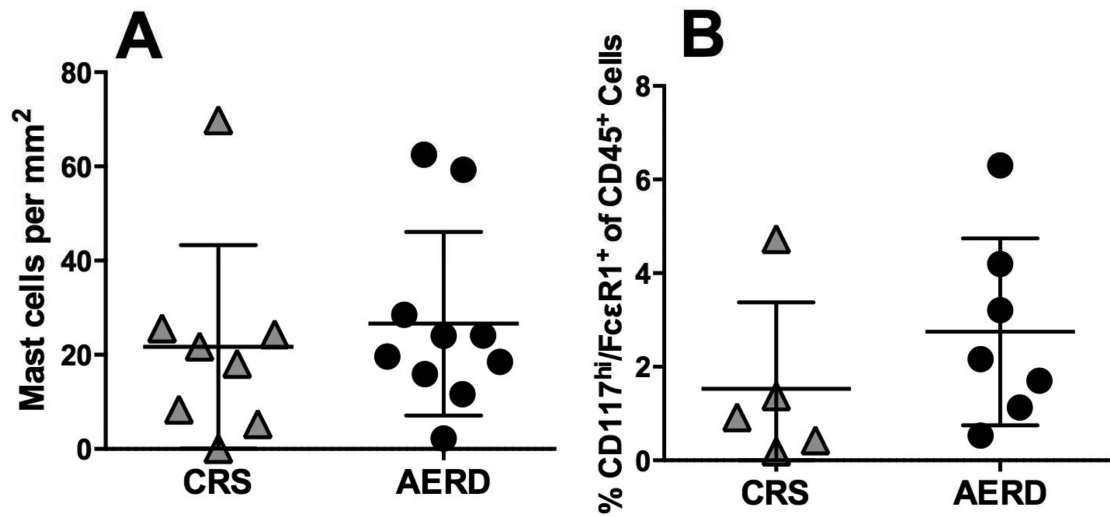 A
Mast cells per mm²
80
60
40
20
0
CRS
AERD
B
% CD117ʰⁱ/FcεR1⁺ of CD45⁺ Cells
8
6
4
2
0
CRS
AERD